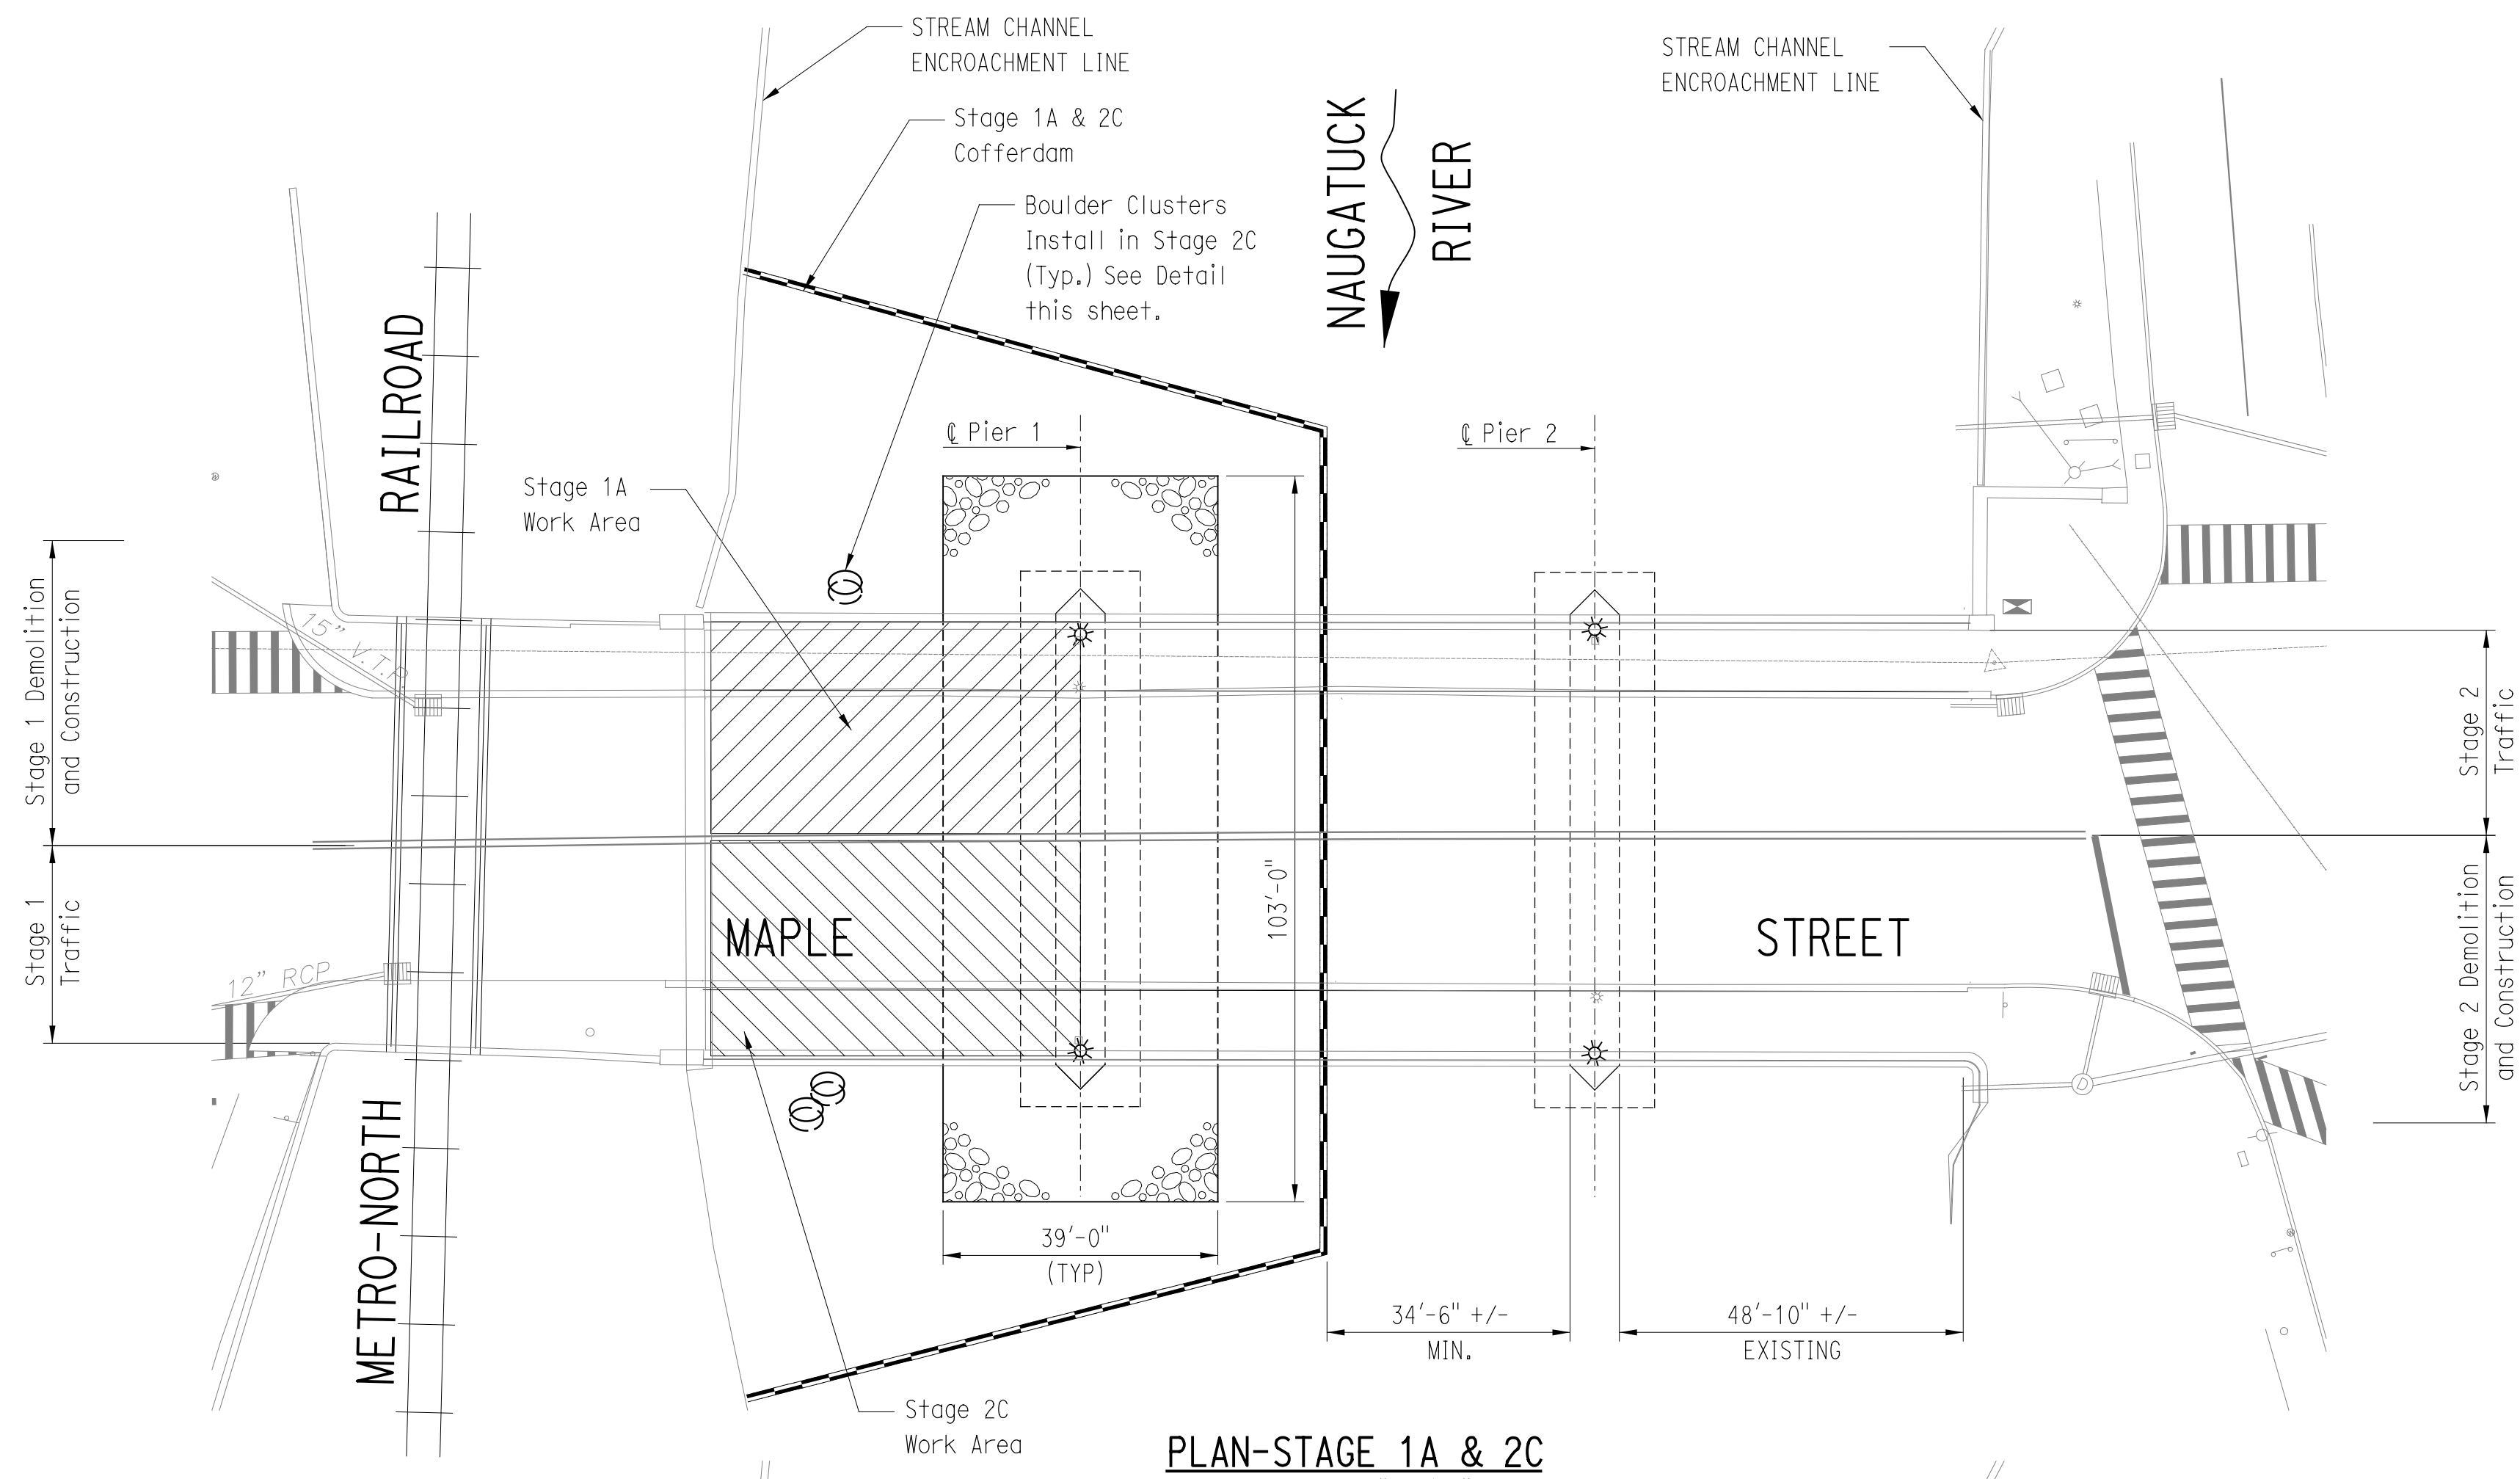 STREAM CHANNEL
ENCROACHMENT LINE
STREAM CHANNEL
ENCROACHMENT LINE
Stage 1A & 2C
Cofferdam
Boulder Clusters
Install in Stage 2C
(Typ.) See Detail
this sheet.
NAUGATUCK
RIVER
RAILROAD
℄ Pier 1
℄ Pier 2
Stage 1A
Work Area
Stage 1 Demolition
and Construction
15" V.T.P.
Stage 2
Traffic
Stage 1
Traffic
12" RCP
MAPLE
STREET
103'-0"
Stage 2 Demolition
and Construction
D
METRO-NORTH
39'-0"
(TYP)
34'-6" +/-
MIN.
48'-10" +/-
EXISTING
Stage 2C
Work Area
PLAN-STAGE 1A & 2C